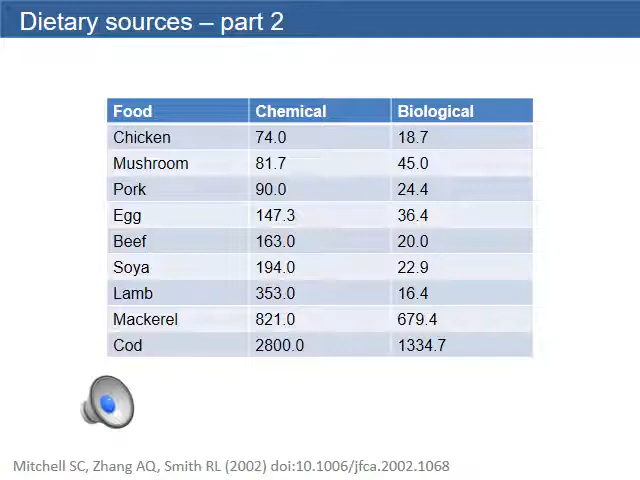 Dietary sources – part 2
Food Chemical Biological
Chicken 74.0 18.7
Mushroom 81.7 45.0
Pork 90.0 24.4
Egg 147.3 36.4
Beef 163.0 20.0
Soya 194.0 22.9
Lamb 353.0 16.4
Mackerel 821.0 679.4
Cod 2800.0 1334.7
Mitchell SC, Zhang AQ, Smith RL (2002) doi:10.1006/jfca.2002.1068